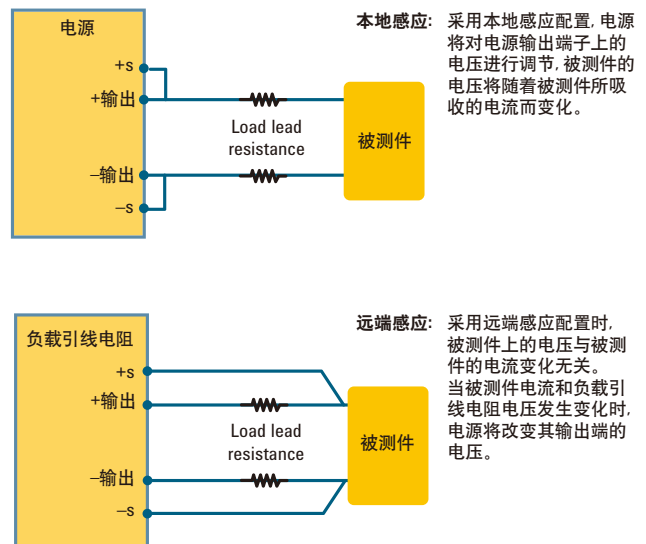 电源
+s
+输出
Load lead
resistance
被测件
–输出
–s
本地感应: 采用本地感应配置, 电源
将对电源输出端子上的
电压进行调节, 被测件的
电压将随着被测件所吸
收的电流而变化。
负载引线电阻
+s
+输出
Load lead
resistance
被测件
–输出
–s
远端感应: 采用远端感应配置时,
被测件上的电压与被测
件的电流变化无关。
当被测件电流和负载引
线电阻电压发生变化时,
电源将改变其输出端的
电压。